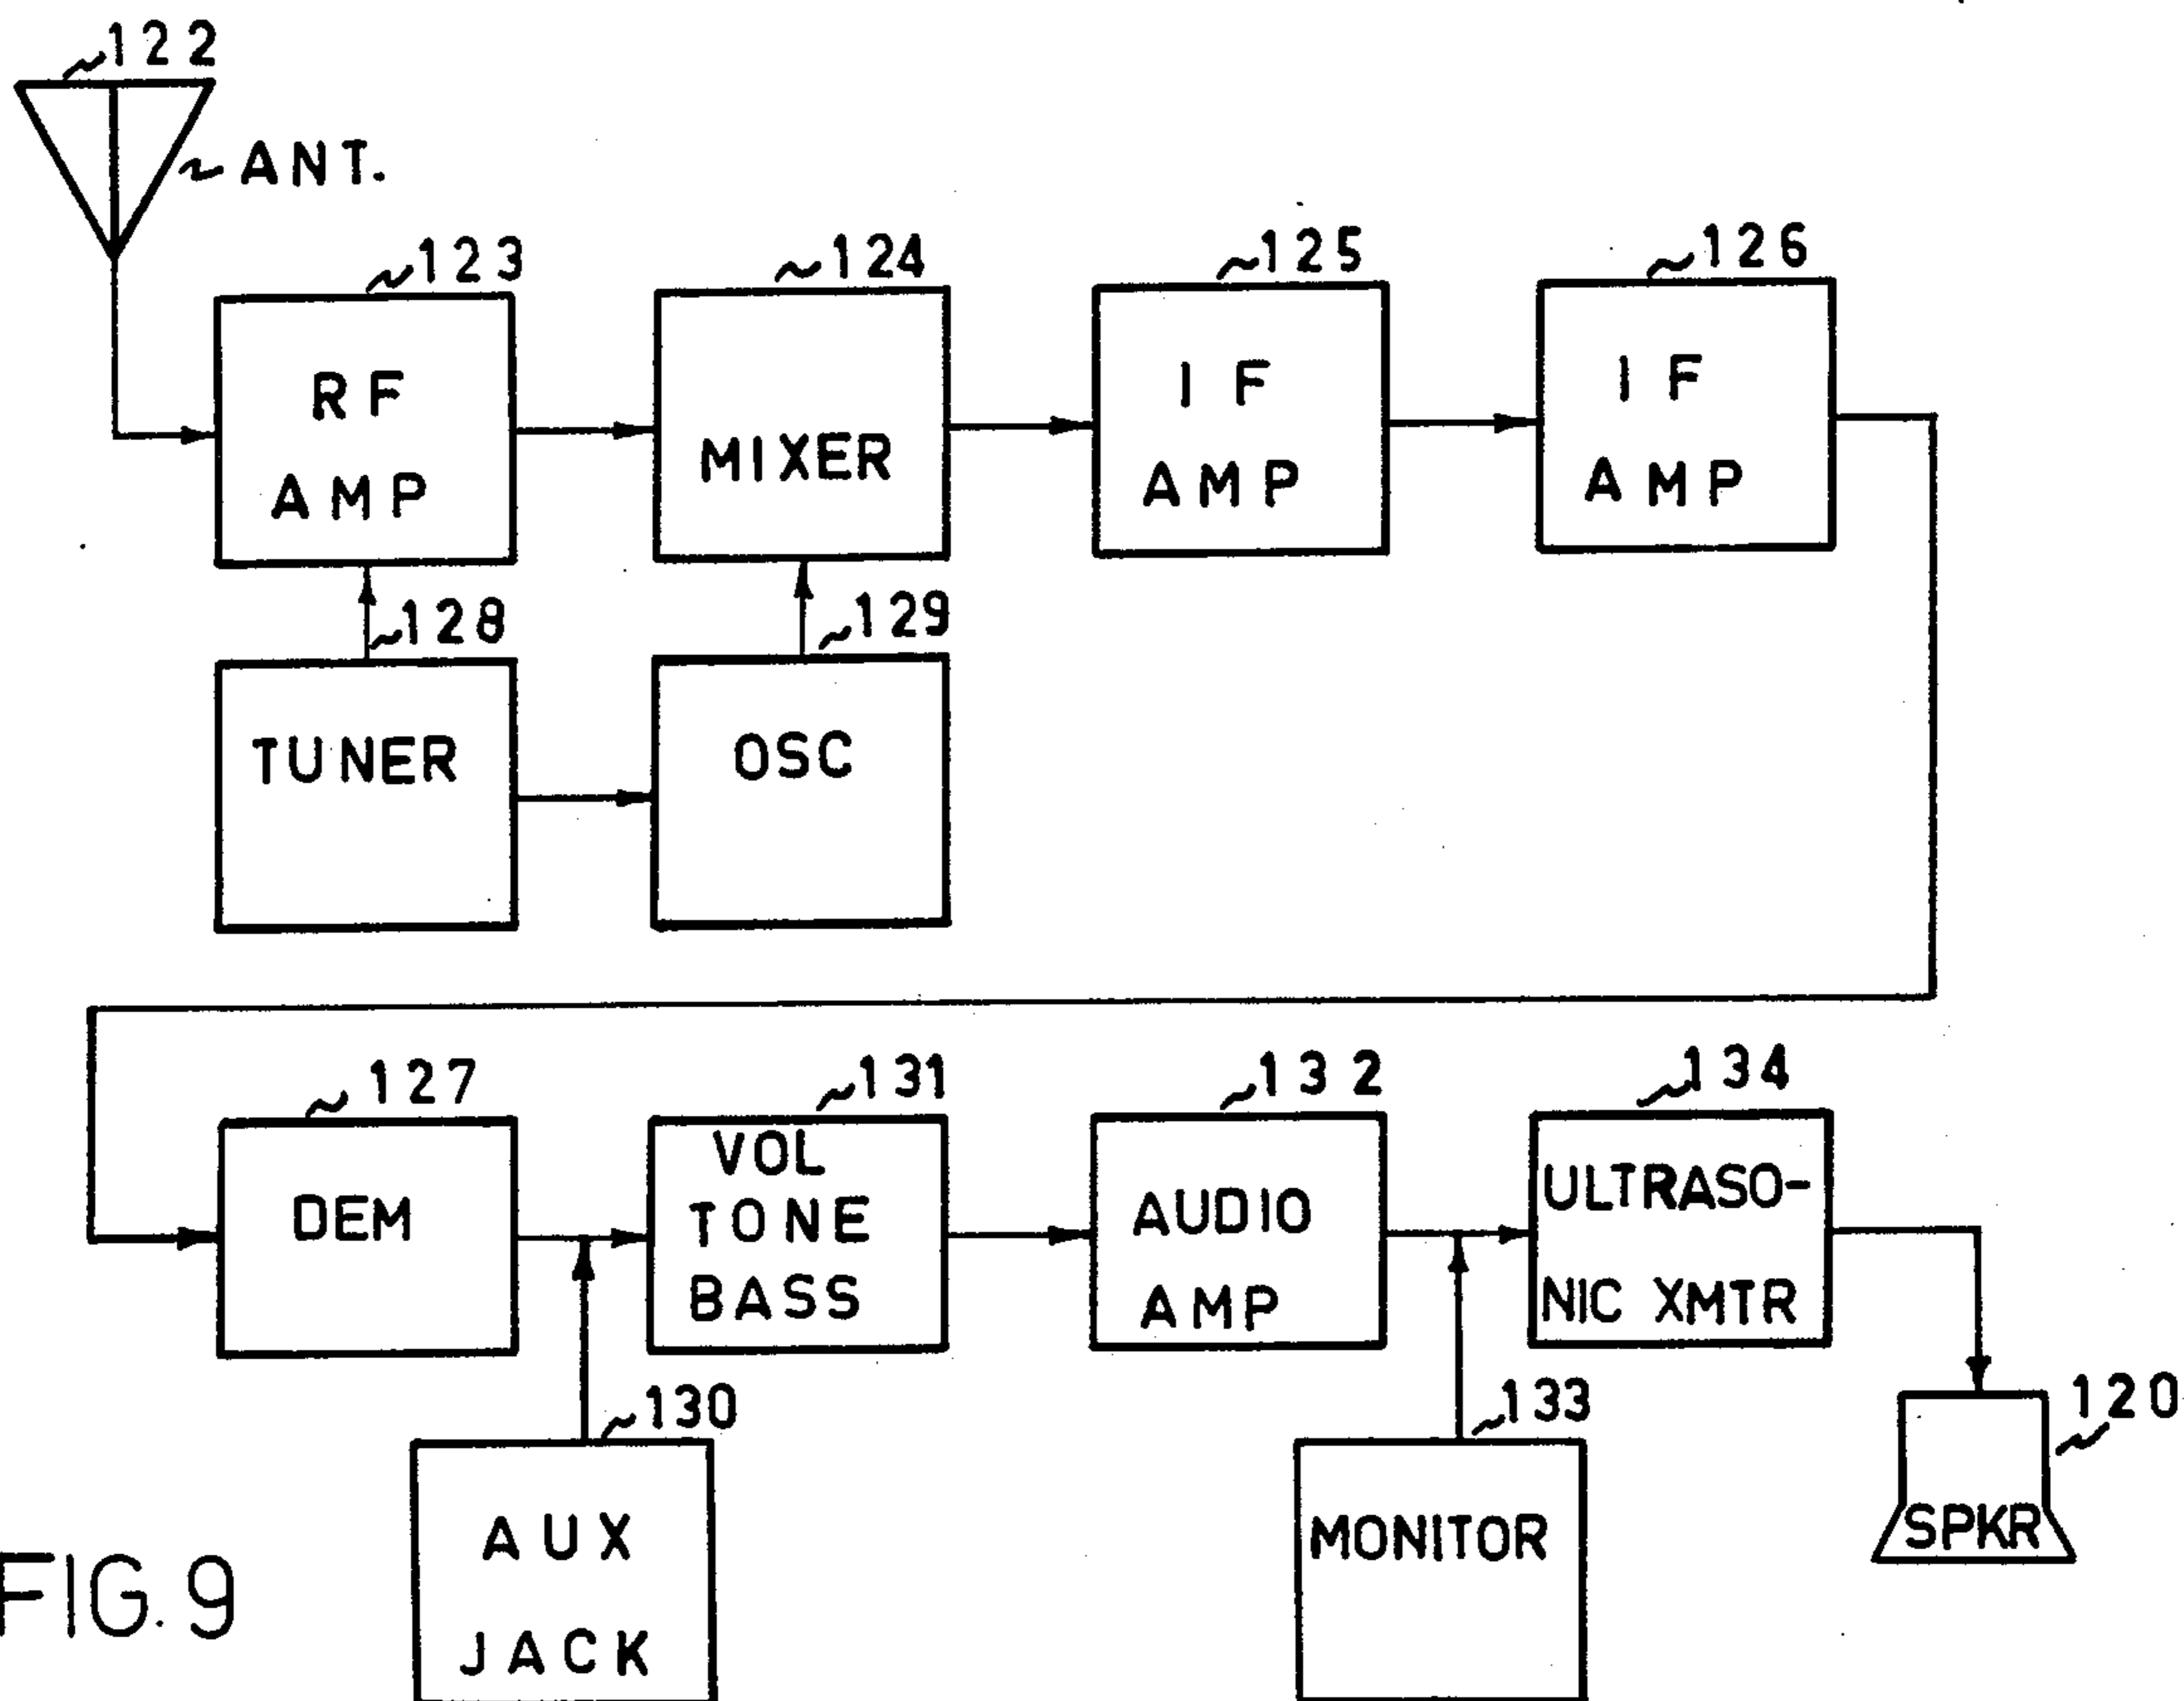 122
ANT.
123
124
125
126
RF
AMP
MIXER
IF
AMP
IF
AMP
128
129
TUNER
OSC
127
131
132
134
DEM
VOL
TONE
BASS
AUDIO
AMP
ULTRASO-
NIC XMTR
130
133
120
AUX
JACK
MONITOR
SPKR
FIG. 9